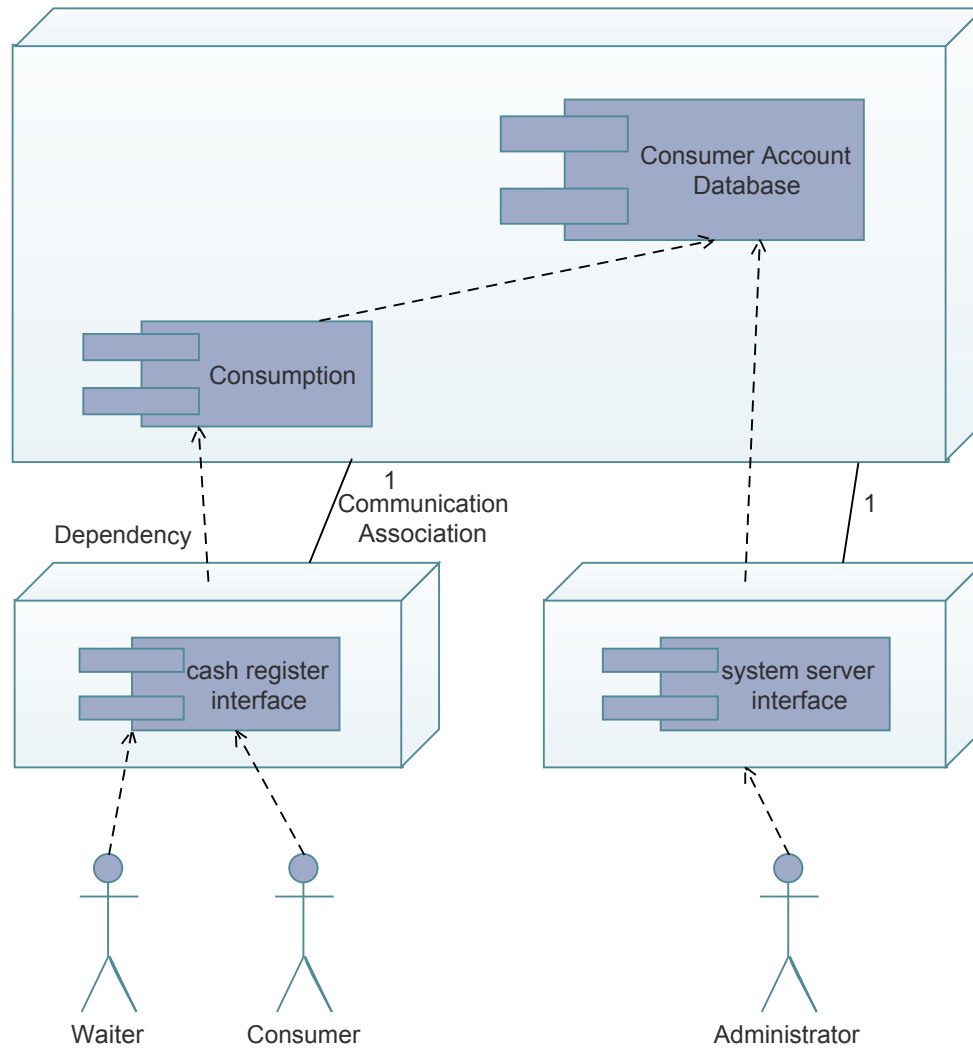 Consumer Account
Database
Consumption
1
Communication
Association
1
Dependency
cash register
interface
system server
interface
Waiter
Consumer
Administrator